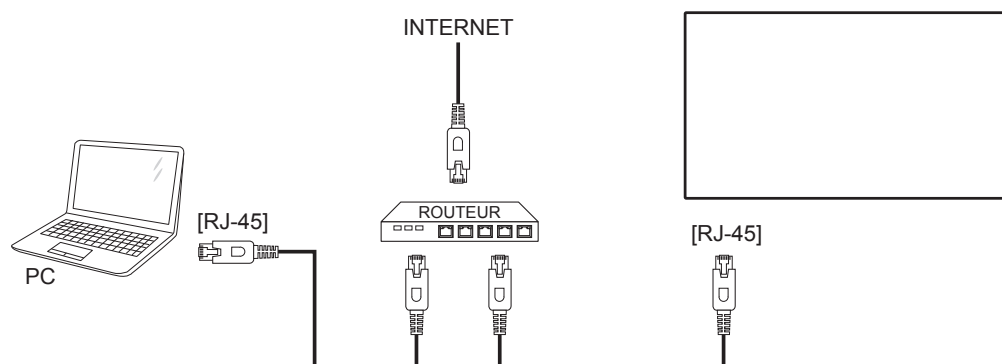 INTERNET
ROUTEUR
[RJ-45]
[RJ-45]
PC